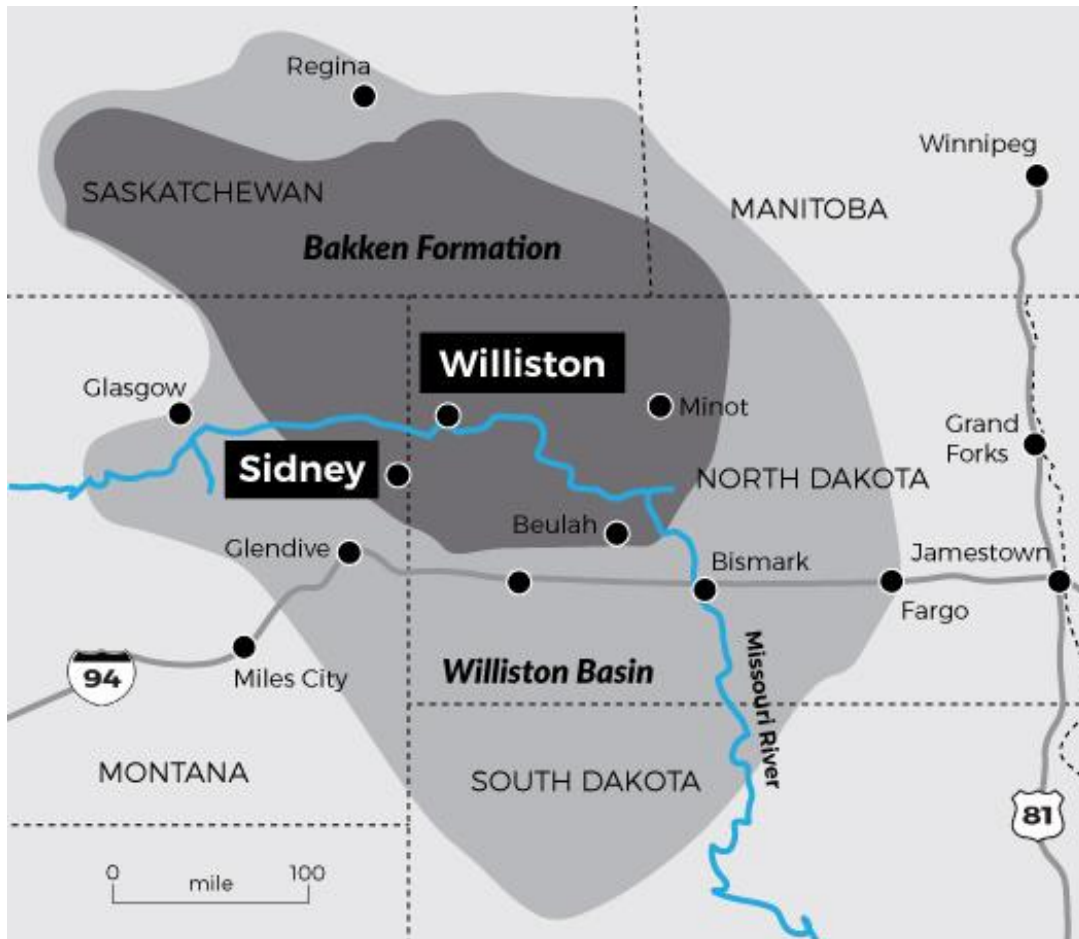 Regina
Winnipeg
SASKATCHEWAN
MANITOBA
Bakken Formation
Williston
Glasgow
Minot
Grand
Forks
Sidney
NORTH DAKOTA
Beulah
Glendive
Jamestown
Bismark
Fargo
94
Miles City
Williston Basin
Missouri River
MONTANA
SOUTH DAKOTA
81
0
100
mile